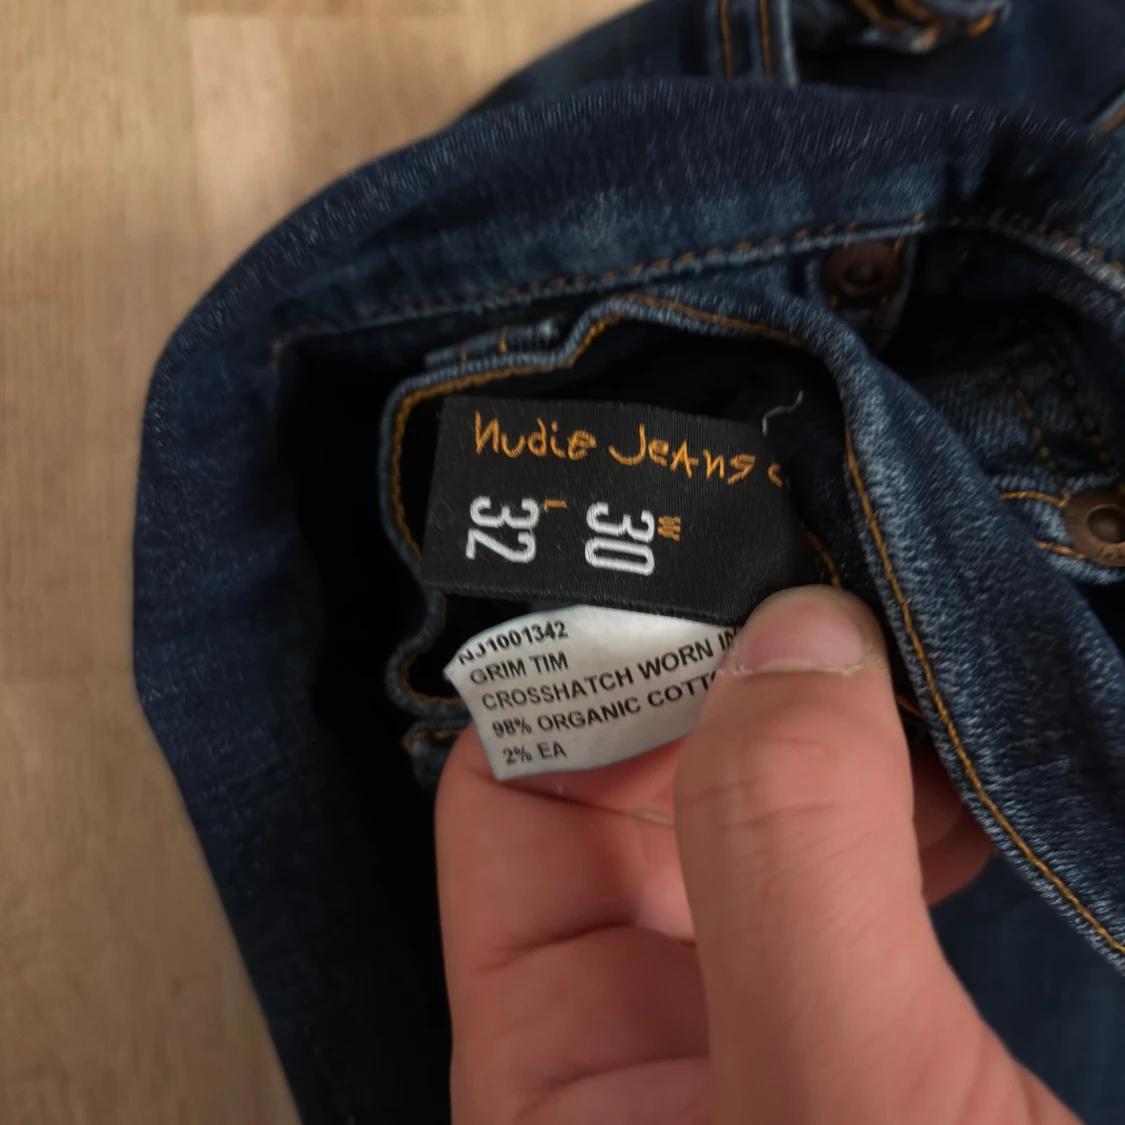 Nudie Jeans
W
30
L
32
NJ1001342
GRIM TIM
CROSSHATCH WORN
98% ORGANIC
2% EA